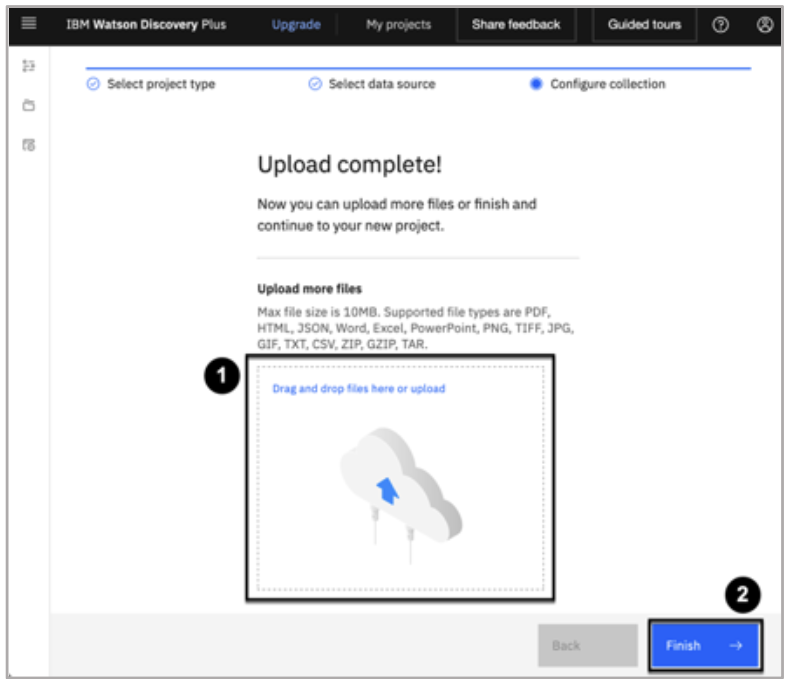 IBM Watson Discovery Plus Upgrade My projects Share feedback Guided tours
Select project type Select data source Configure collection
Upload complete!
Now you can upload more files or finish and
continue to your new project.
Upload more files
Max file size is 10MB. Supported file types are PDF,
HTML, JSON, Word, Excel, PowerPoint, PNG, TIFF, JPG,
GIF, TXT, CSV, ZIP, GZIP, TAR.
1
Drag and drop files here or upload
2
Back Finish →